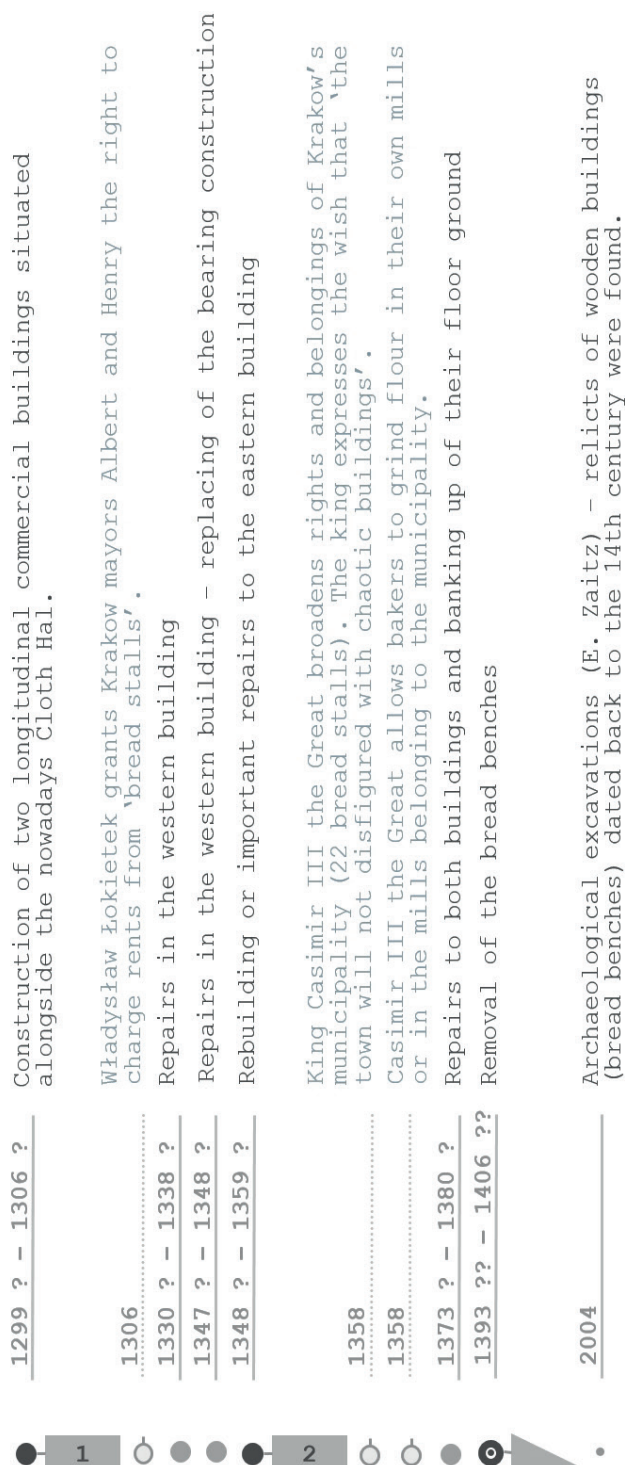 1299 ? – 1306 ?
Construction of two longitudinal commercial buildings situated
alongside the nowadays Cloth Hal.
1
1306
Władysław Łokietek grants Krakow mayors Albert and Henry the right to
charge rents from ‘bread stalls’.
1330 ? – 1338 ?
Repairs in the western building
1347 ? – 1348 ?
Repairs in the western building – replacing of the bearing construction
1348 ? – 1359 ?
Rebuilding or important repairs to the eastern building
2
1358
King Casimir III the Great broadens rights and belongings of Krakow’s
municipality (22 bread stalls). The king expresses the wish that ‘the
town will not disfigured with chaotic buildings’.
1358
Casimir III the Great allows bakers to grind flour in their own mills
or in the mills belonging to the municipality.
1373 ? – 1380 ?
Repairs to both buildings and banking up of their floor ground
1393 ?? – 1406 ??
Removal of the bread benches
2004
Archaeological excavations (E. Zaitz) – relicts of wooden buildings
(bread benches) dated back to the 14th century were found.